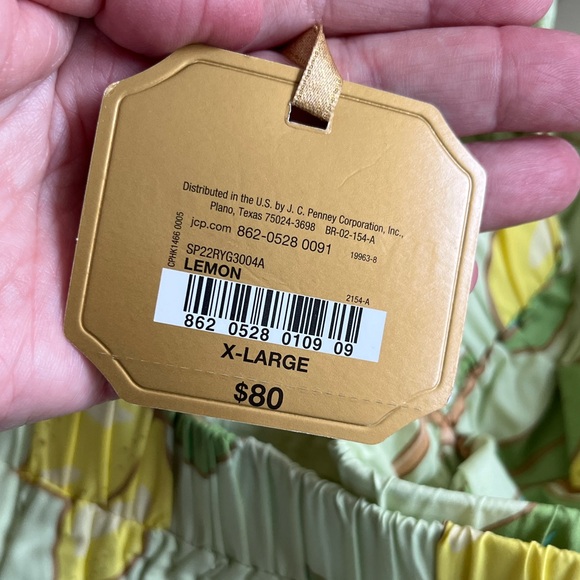 Distributed in the U.S. by J. C. Penney Corporation, Inc.,
Plano, Texas 75024-3698 BR-02-154-A
jcp.com 862-0528 0091 19963-8
CPHK1466 0005
SP22RYG3004A
LEMON
2154-A
862 0528 0109 09
X-LARGE
$80